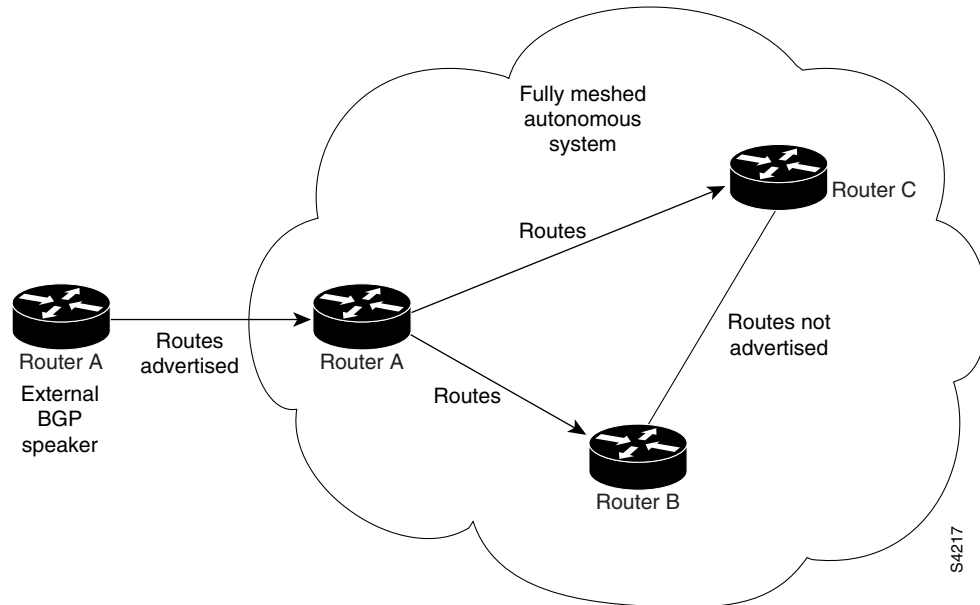 Fully meshed
autonomous
system
Router C
Routes
Router A
External
BGP
speaker
Routes
advertised
Router A
Routes
Routes not
advertised
Router B
S4217